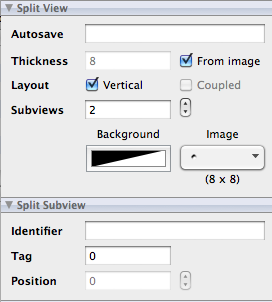 Split View
Autosave
Thickness 8 From image
Layout Vertical Coupled
Subviews 2
Background Image
(8 x 8)
Split Subview
Identifier
Tag 0
Position 0